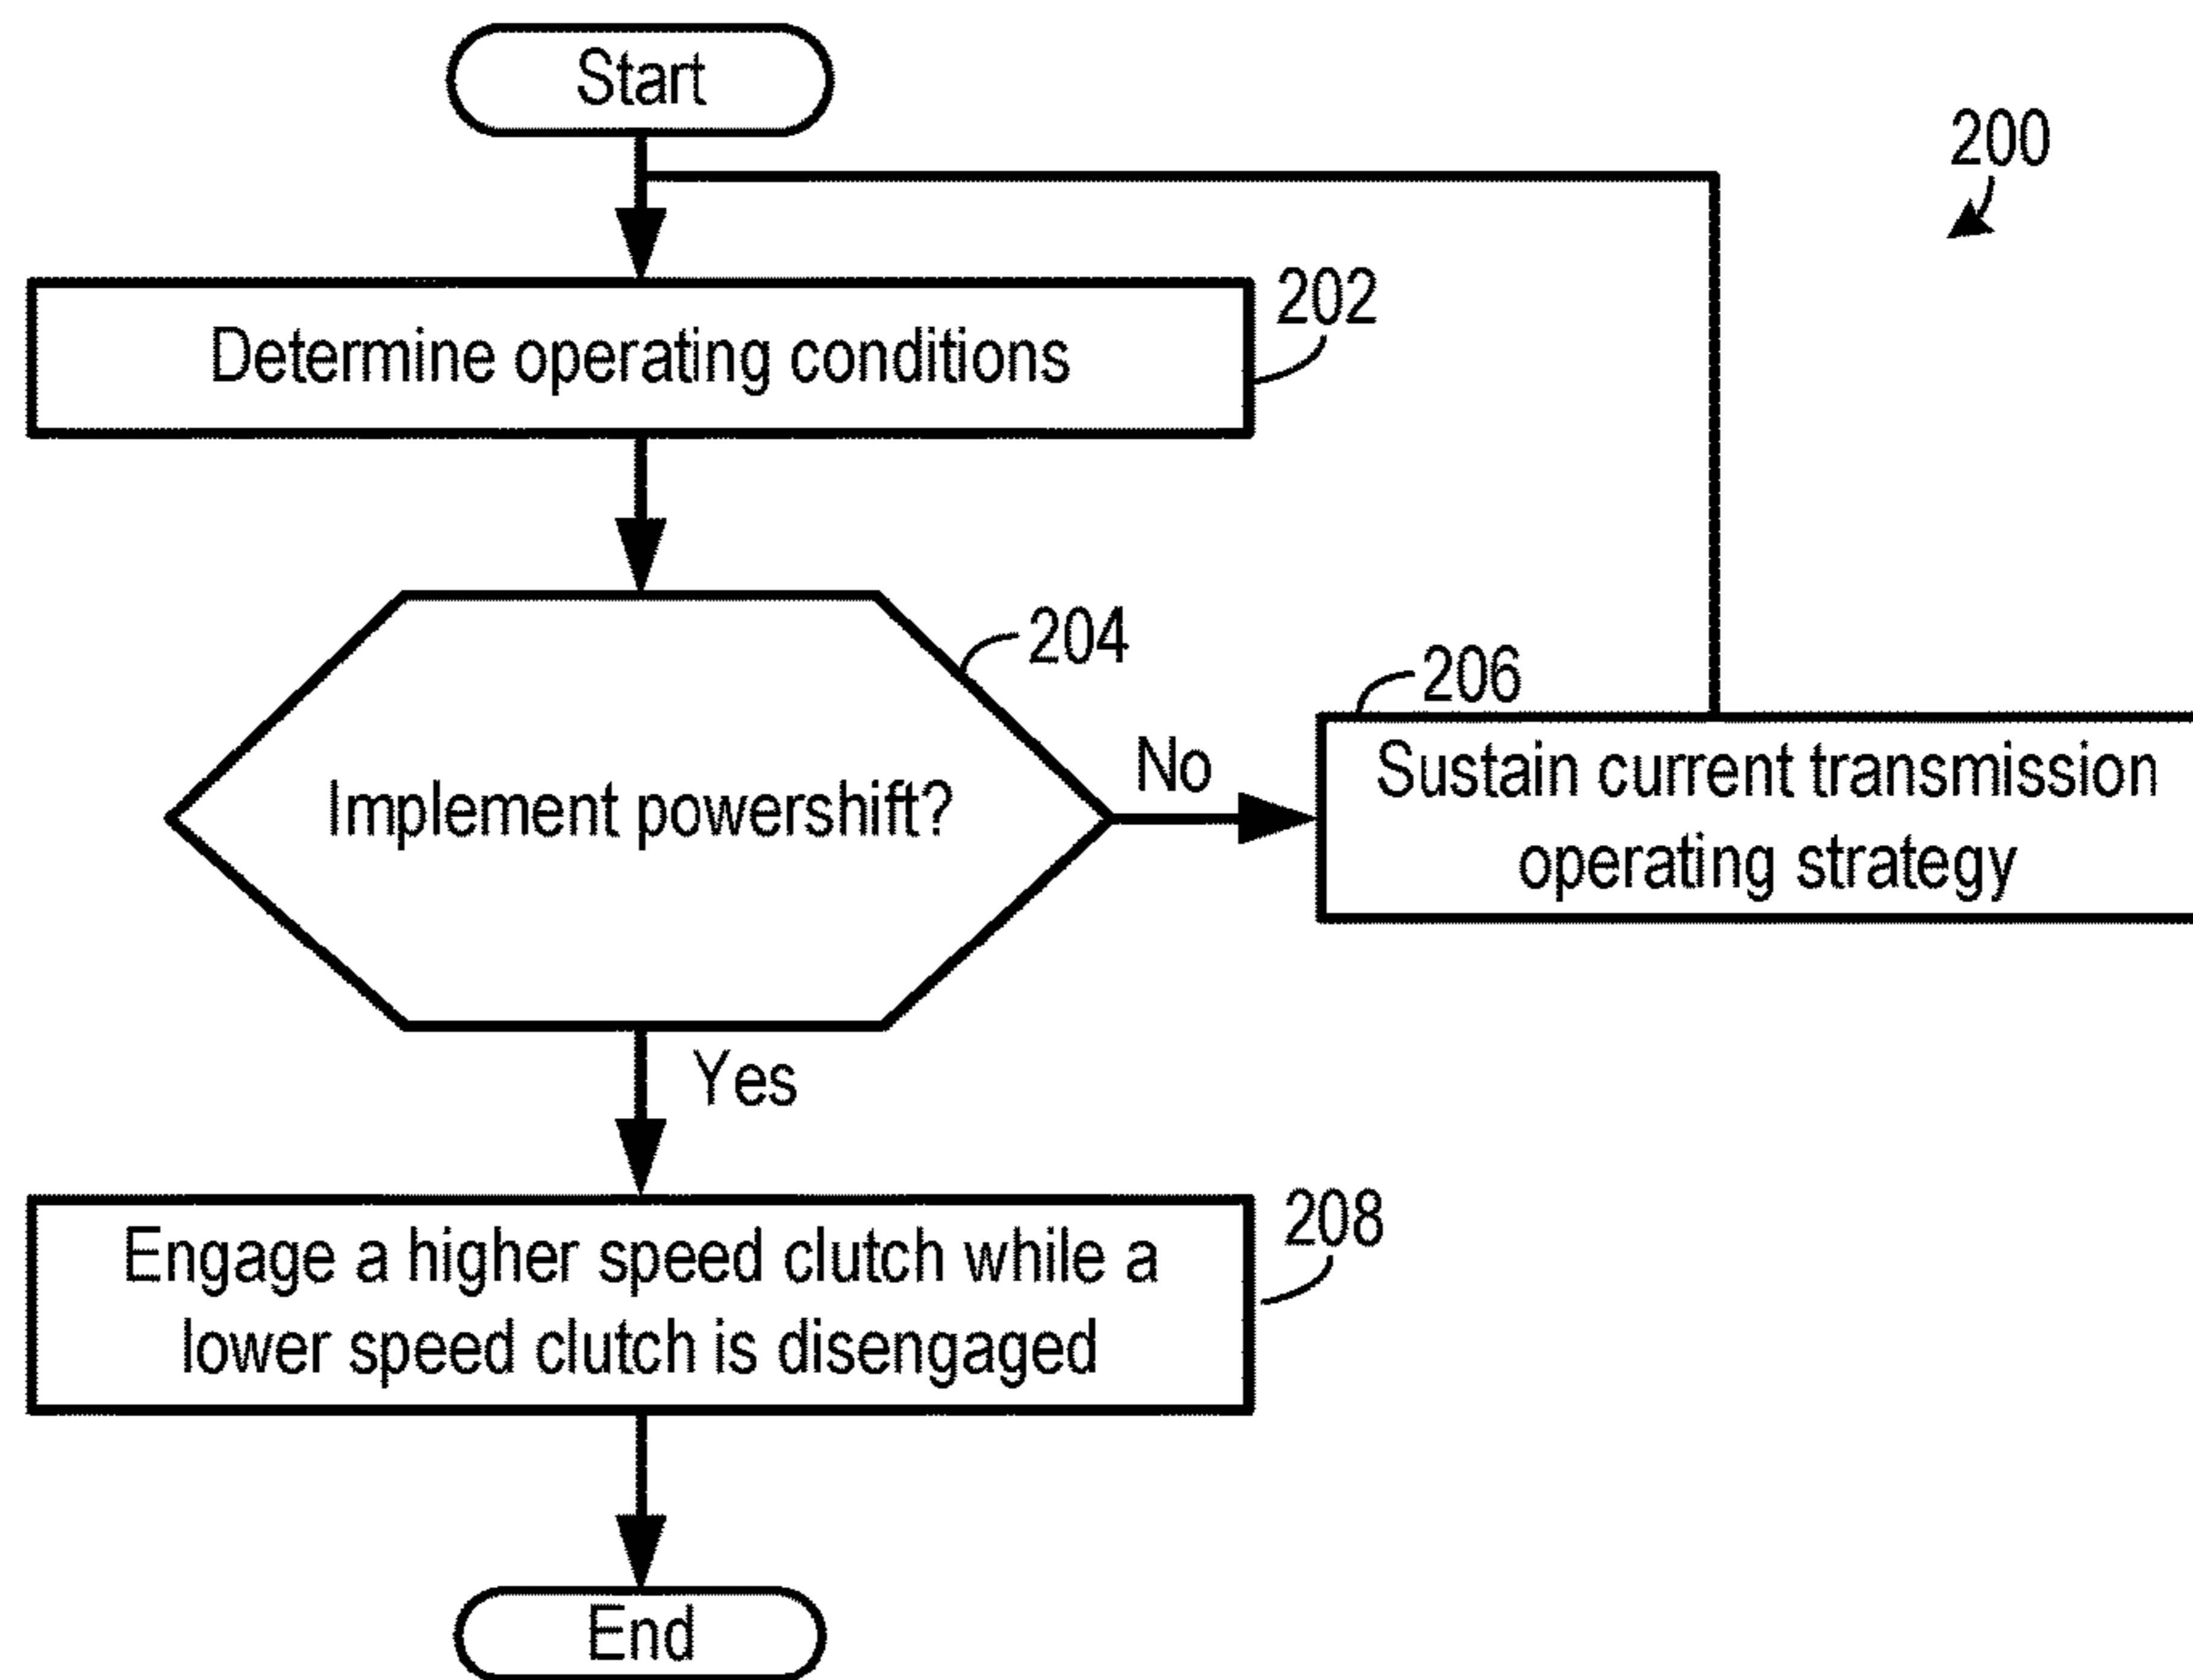 Start
200
202
Determine operating conditions
204
206
Implement powershift?
No
Sustain current transmission
operating strategy
Yes
208
Engage a higher speed clutch while a
lower speed clutch is disengaged
End